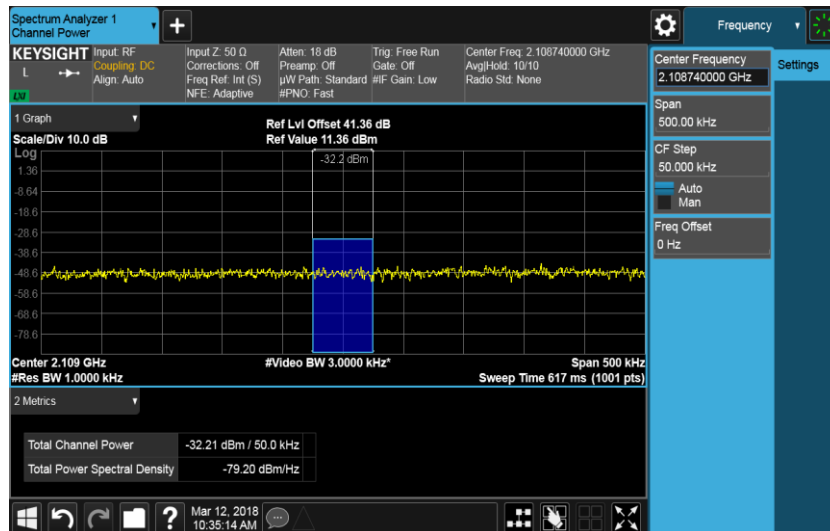 Spectrum Analyzer 1
Channel Power
+
Frequency
KEYSIGHT
L
LXI
Input: RF
Coupling: DC
Align: Auto
Input Z: 50 Ω
Corrections: Off
Freq Ref: Int (S)
NFE: Adaptive
Atten: 18 dB
Preamp: Off
µW Path: Standard
#PNO: Fast
Trig: Free Run
Gate: Off
#IF Gain: Low
Center Freq: 2.108740000 GHz
Avg|Hold: 10/10
Radio Std: None
Center Frequency
2.108740000 GHz
Settings
Span
500.00 kHz
CF Step
50.000 kHz
Auto
Man
Freq Offset
0 Hz
1 Graph
Scale/Div 10.0 dB
Ref Lvl Offset 41.36 dB
Ref Value 11.36 dBm
Log
-32.2 dBm
1.36
-8.64
-18.6
-28.6
-38.6
-48.6
-58.6
-68.6
-78.6
Center 2.109 GHz
#Res BW 1.0000 kHz
#Video BW 3.0000 kHz*
Span 500 kHz
Sweep Time 617 ms (1001 pts)
2 Metrics
Total Channel Power -32.21 dBm / 50.0 kHz
Total Power Spectral Density -79.20 dBm/Hz
?
Mar 12, 2018
10:35:14 AM